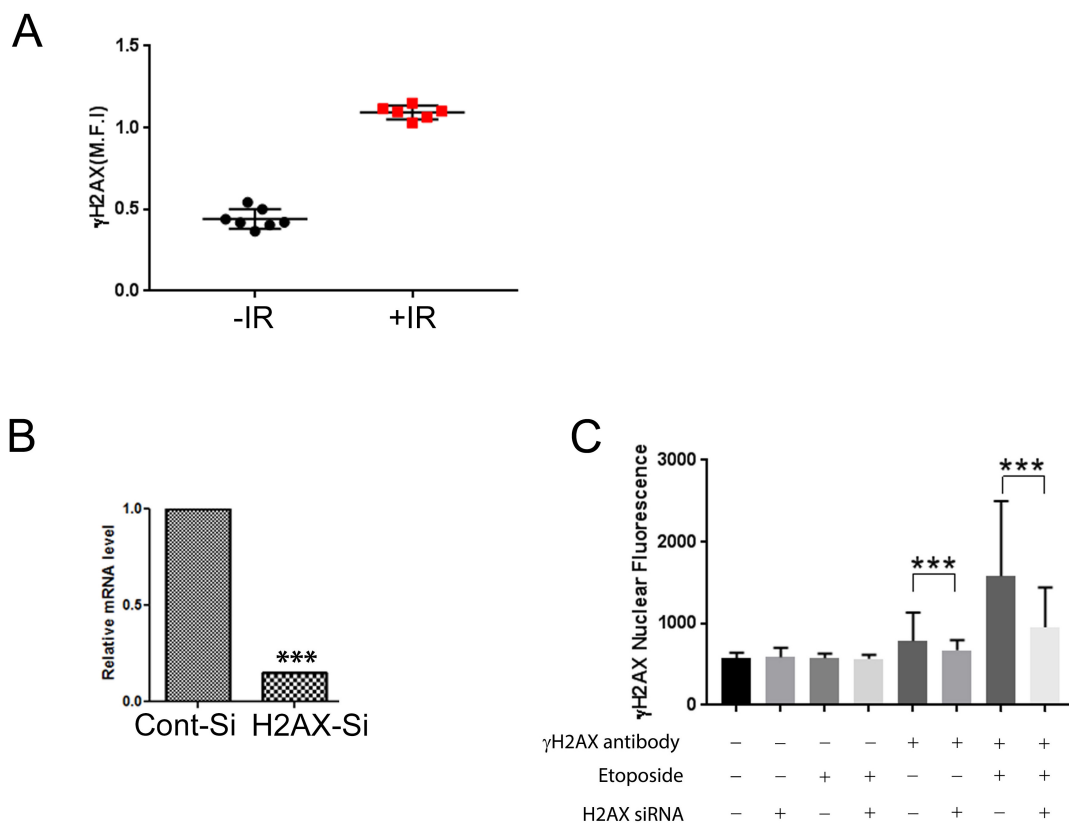 A
1.5
1.0
0.5
0.0
γH2AX(M.F.I)
-IR +IR
B
1.0
0.5
0.0
Relative mRNA level
***
Cont-Si H2AX-Si
C
3000
2000
1000
0
γH2AX Nuclear Fluorescence
***
***
γH2AX antibody − − − − + + + +
Etoposide − − + + − − + +
H2AX siRNA − + − + − + − +